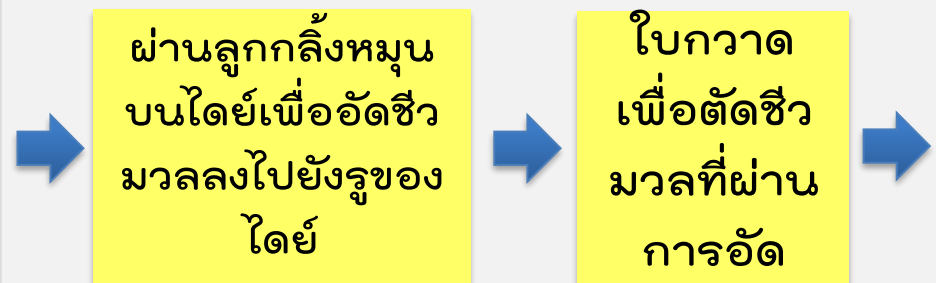 ผ่านลูกกลิ้งหมุน
บนไดย์เพื่ออัดชีว
มวลลงไปยังรูของ
ไดย์
ใบกวาด
เพื่อตัดชีว
มวลที่ผ่าน
การอัด